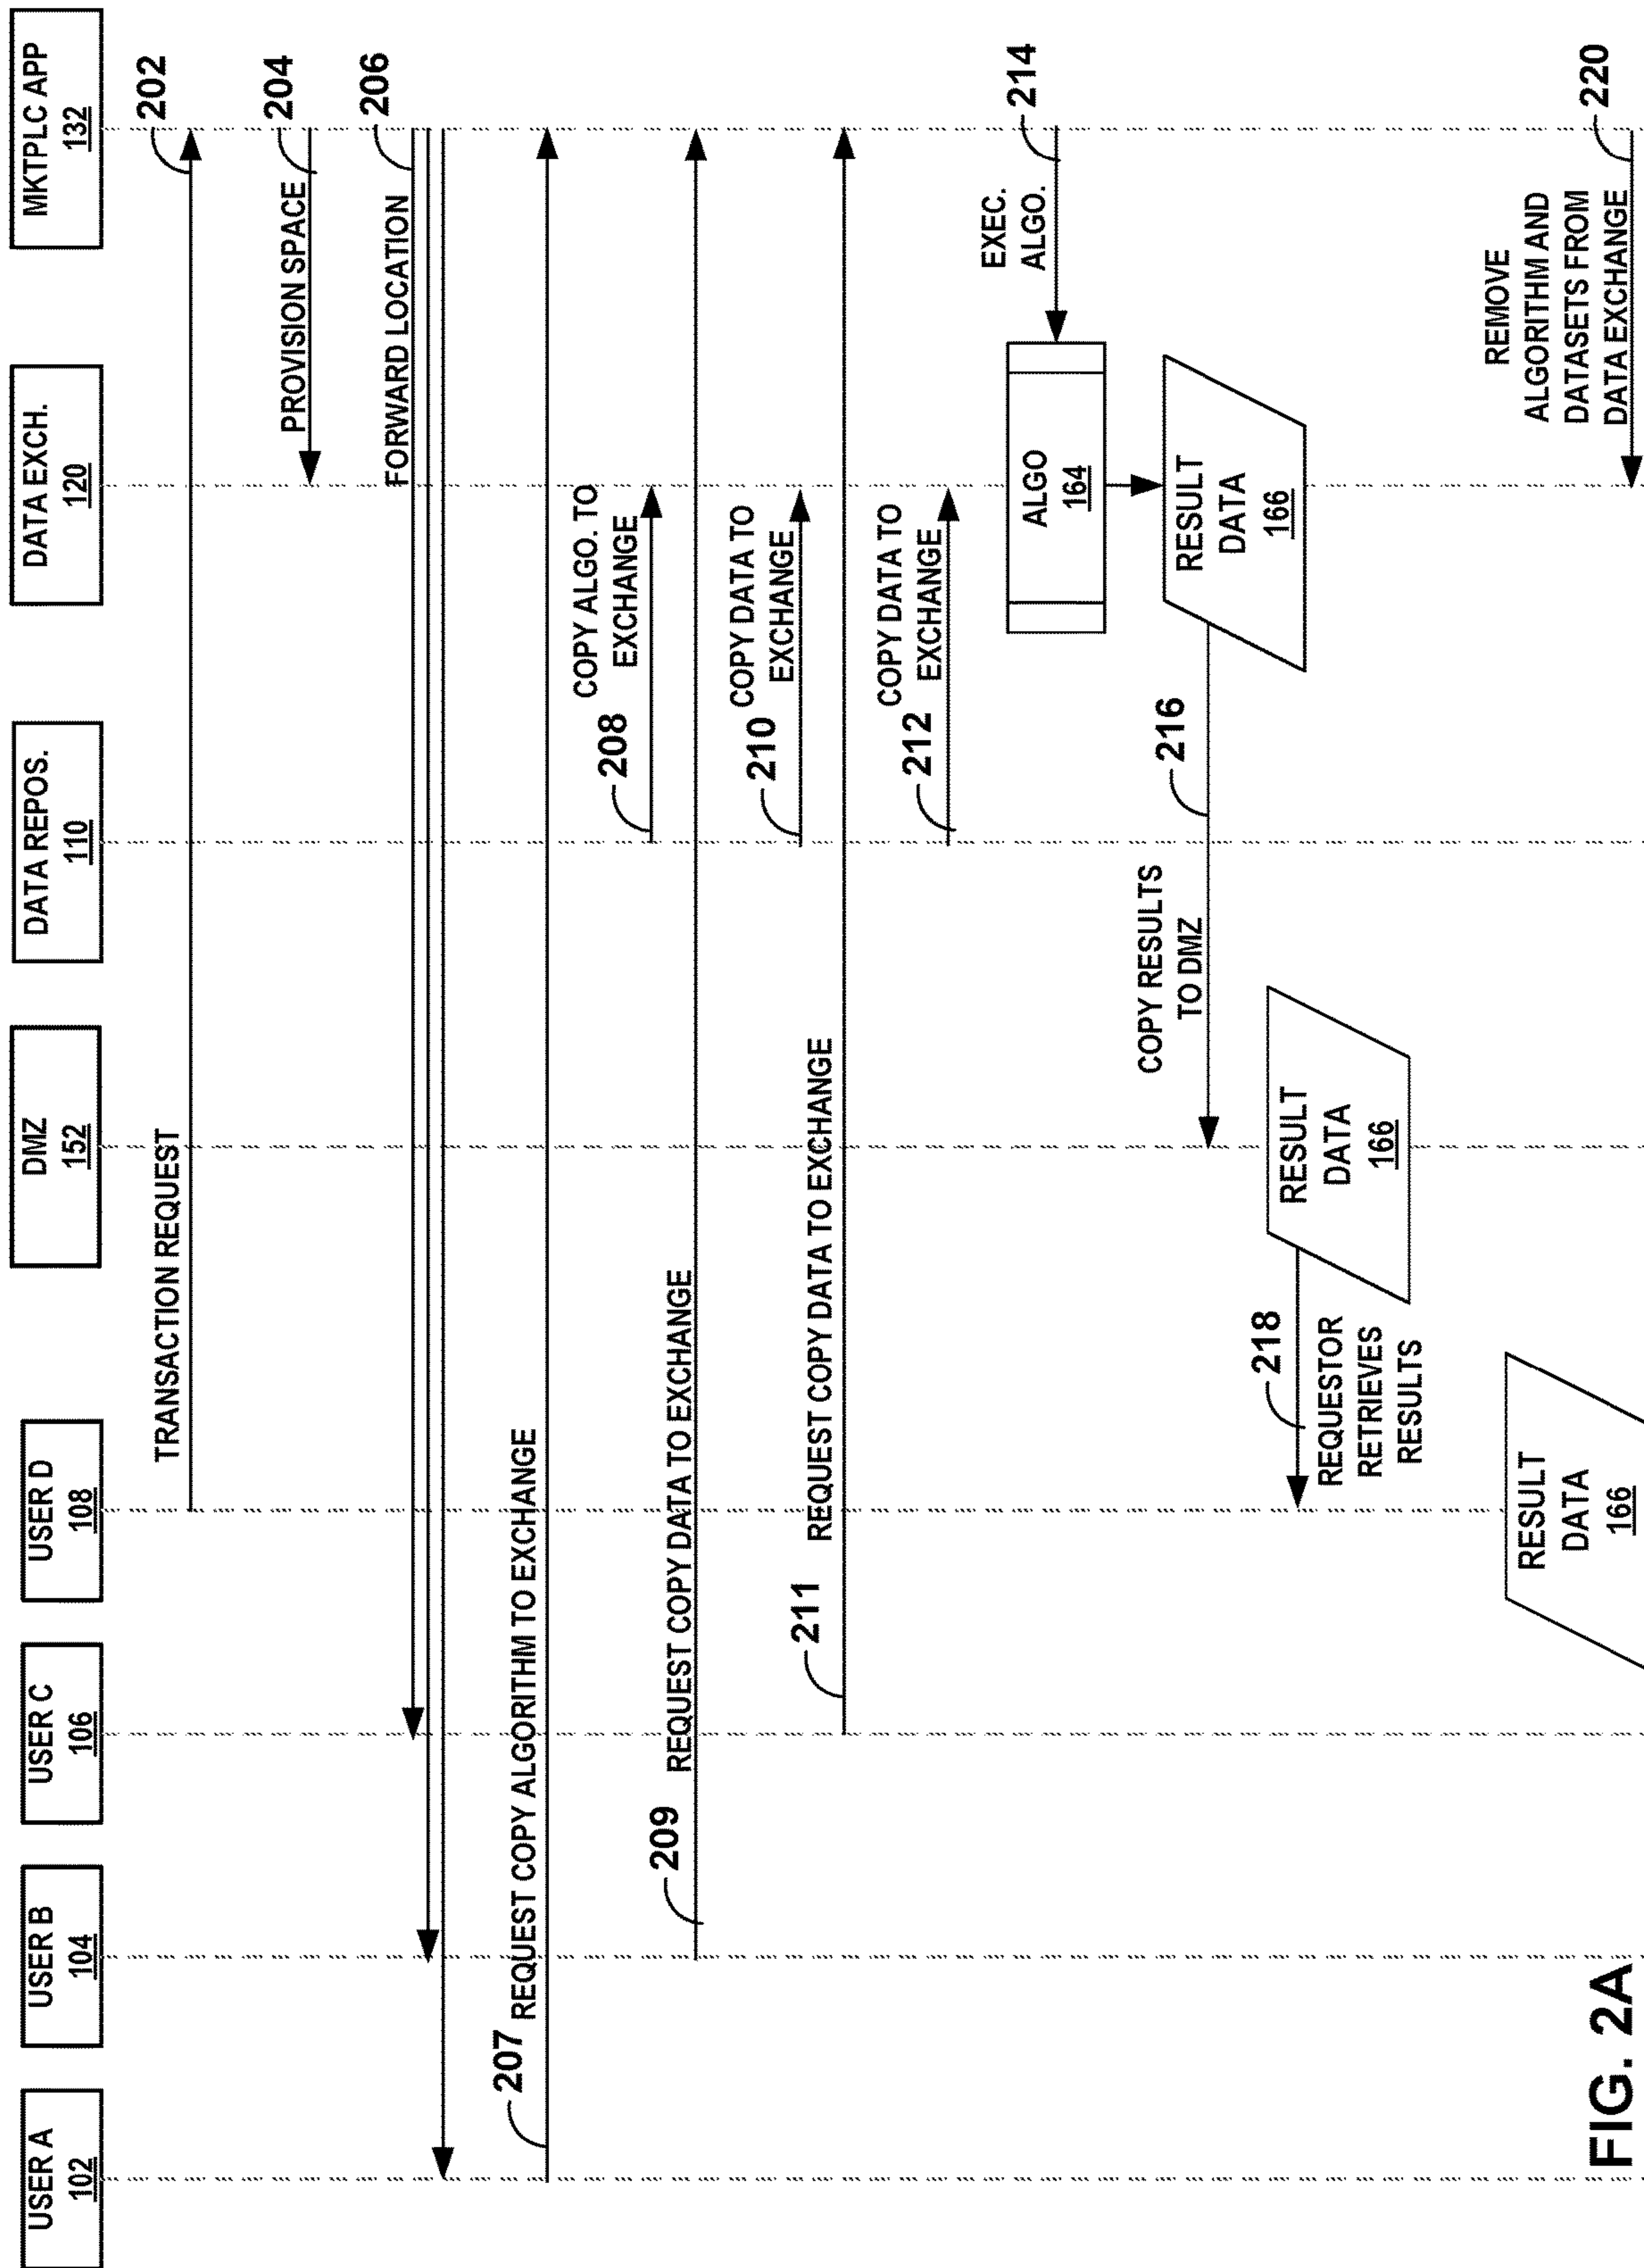 USER A
102
USER B
104
USER C
106
USER D
108
DMZ
152
DATA REPOS.
110
DATA EXCH.
120
MKTPLC APP
132
TRANSACTION REQUEST
202
PROVISION SPACE
204
FORWARD LOCATION
206
207
REQUEST COPY ALGORITHM TO EXCHANGE
208
COPY ALGO. TO
EXCHANGE
209
REQUEST COPY DATA TO EXCHANGE
210
COPY DATA TO
EXCHANGE
211
REQUEST COPY DATA TO EXCHANGE
212
COPY DATA TO
EXCHANGE
EXEC.
ALGO.
214
ALGO
164
RESULT
DATA
166
COPY RESULTS
TO DMZ
216
RESULT
DATA
166
218
REQUESTOR
RETRIEVES
RESULTS
RESULT
DATA
166
REMOVE
ALGORITHM AND
DATASETS FROM
DATA EXCHANGE
220
FIG. 2A